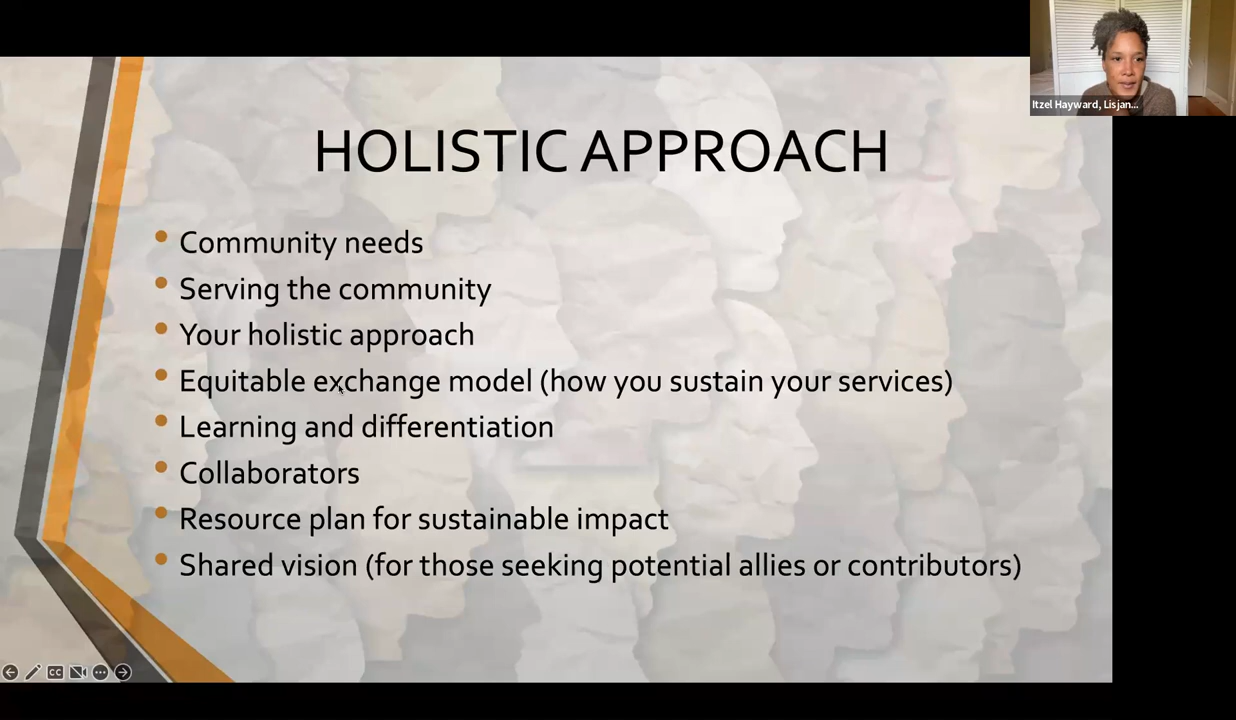 Itzel Hayward, Lisjan...
HOLISTIC APPROACH
Community needs
Serving the community
Your holistic approach
Equitable exchange model (how you sustain your services)
Learning and differentiation
Collaborators
Resource plan for sustainable impact
Shared vision (for those seeking potential allies or contributors)
CC